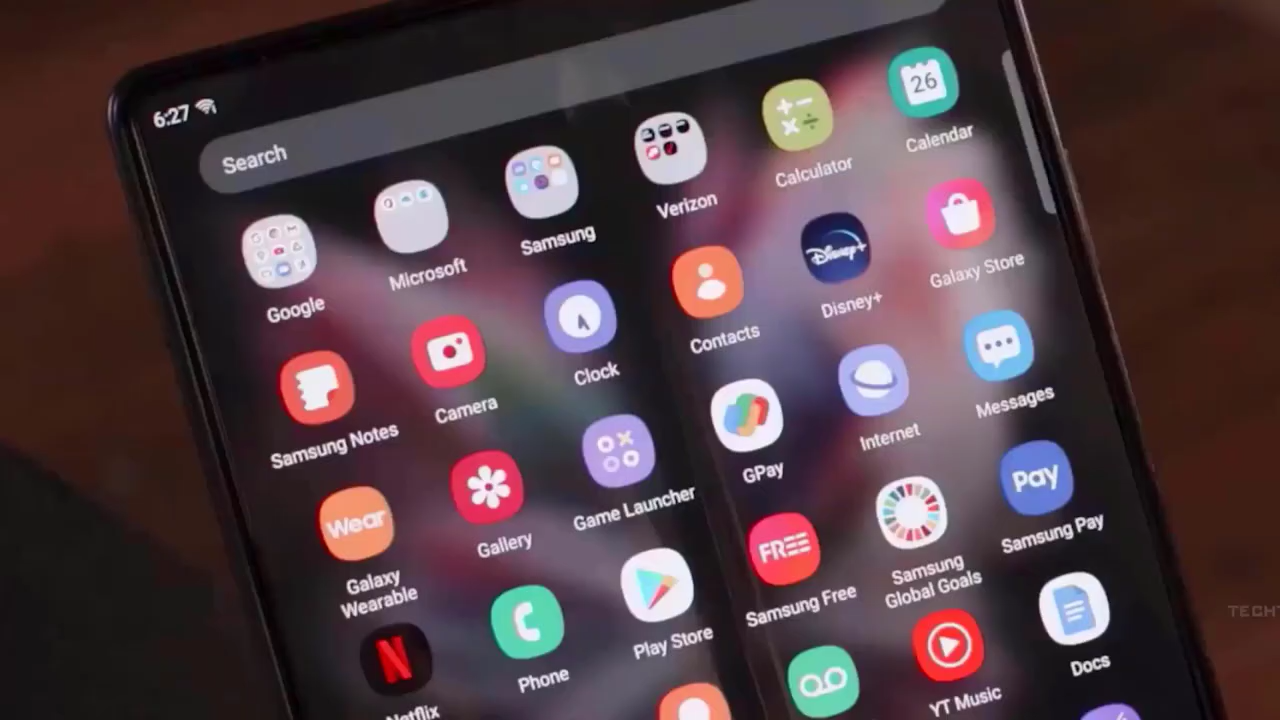 6:27
Search
Google
Microsoft
Samsung
Verizon
Calculator
26
Calendar
Samsung Notes
Camera
Clock
Contacts
Disney+
Disney+
Galaxy Store
Wear
Galaxy
Wearable
Gallery
Game Launcher
GPay
Internet
Messages
N
Netflix
Phone
Play Store
FREE
Samsung Free
Samsung
Global Goals
Pay
Samsung Pay
YT Music
Docs